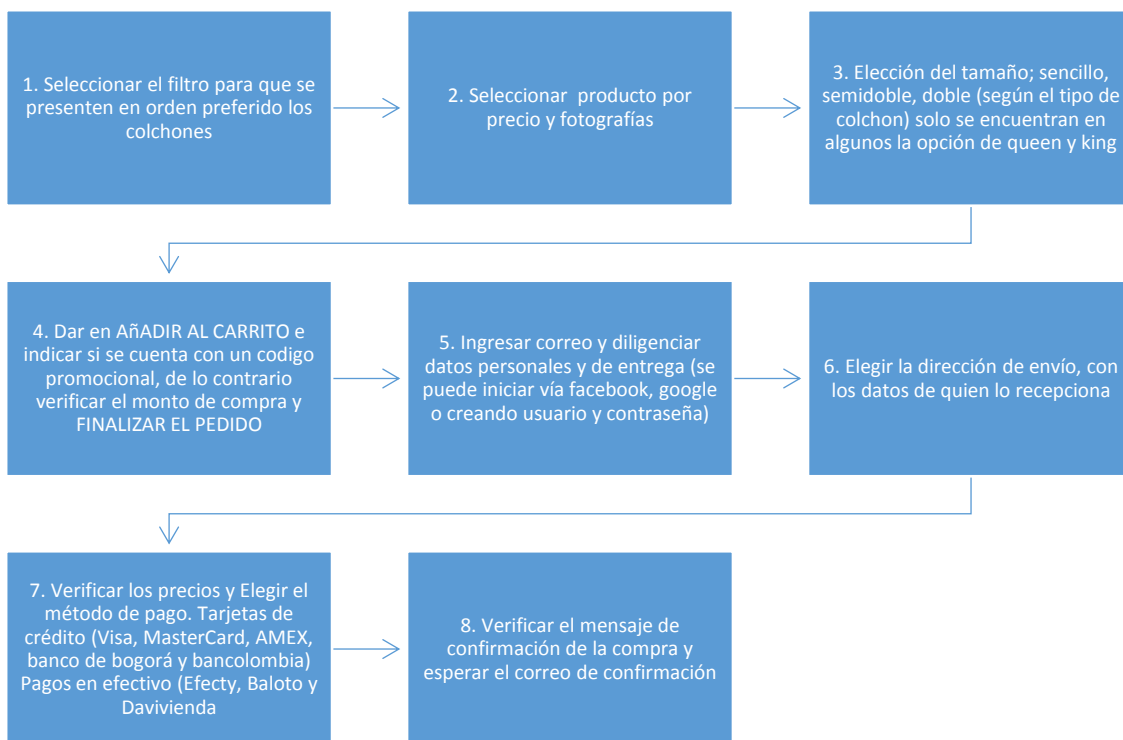 1. Seleccionar el filtro para que se
presenten en orden preferido los
colchones
2. Seleccionar producto por
precio y fotografías
3. Elección del tamaño; sencillo,
semidoble, doble (según el tipo de
colchon) solo se encuentran en
algunos la opción de queen y king
4. Dar en AñADIR AL CARRITO e
indicar si se cuenta con un codigo
promocional, de lo contrario
verificar el monto de compra y
FINALIZAR EL PEDIDO
5. Ingresar correo y diligenciar
datos personales y de entrega (se
puede iniciar vía facebook, google
o creando usuario y contraseña)
6. Elegir la dirección de envío, con
los datos de quien lo recepciona
7. Verificar los precios y Elegir el
método de pago. Tarjetas de
crédito (Visa, MasterCard, AMEX,
banco de bogorá y bancolombia)
Pagos en efectivo (Efecty, Baloto y
Davivienda
8. Verificar el mensaje de
confirmación de la compra y
esperar el correo de confirmación